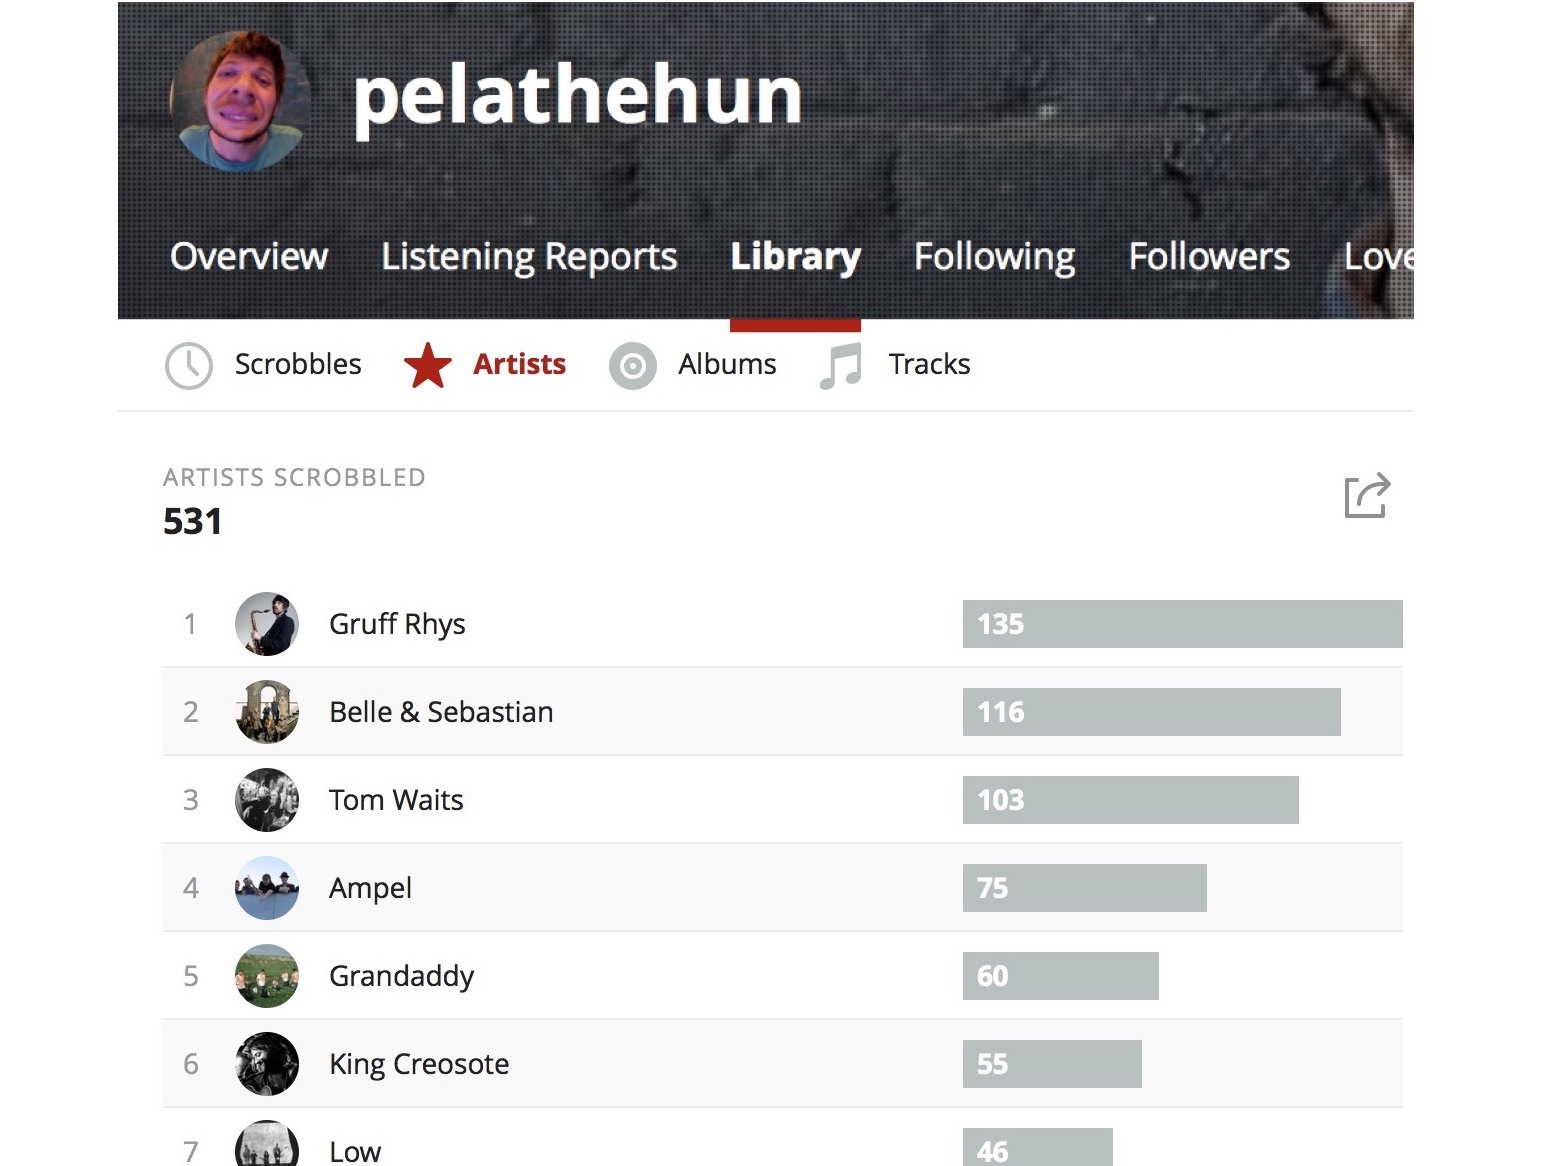 pelathehun
Overview Listening Reports Library Following Followers Love
Scrobbles Artists Albums Tracks
ARTISTS SCROBBLED
531
1 Gruff Rhys 135
2 Belle & Sebastian 116
3 Tom Waits 103
4 Ampel 75
5 Grandaddy 60
6 King Creosote 55
7 Low 46